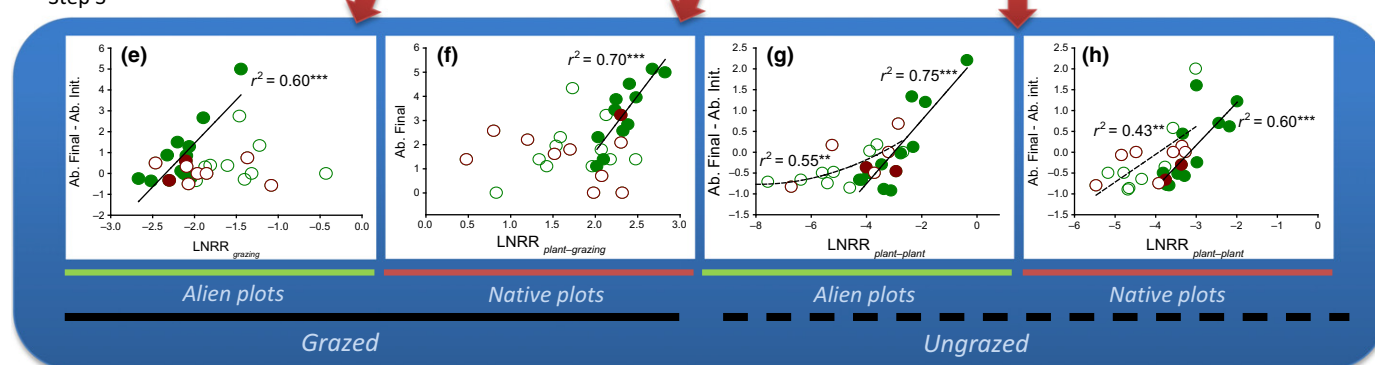 Step 3
(e)
r² = 0.60***
Ab. Final - Ab. Init.
6
5
4
3
2
1
0
−1
−2
−3.0 −2.5 −2.0 −1.5 −1.0 −0.5 0.0
LNRR grazing
(f)
r² = 0.70***
Ab. Final
6
5
4
3
2
1
0
0.0 0.5 1.0 1.5 2.0 2.5 3.0
LNRR plant–grazing
(g)
r² = 0.75***
r² = 0.55**
Ab. Final - Ab. Init.
2.5
2.0
1.5
1.0
0.5
0.0
−0.5
−1.0
−1.5
−8 −6 −4 −2 0
LNRR plant–plant
(h)
r² = 0.43**
r² = 0.60***
Ab. Final - Ab. init.
2.5
2.0
1.5
1.0
0.5
0.0
−0.5
−1.0
−1.5
−6 −5 −4 −3 −2 −1 0
LNRR plant–plant
Alien plots Native plots Alien plots Native plots
Grazed Ungrazed